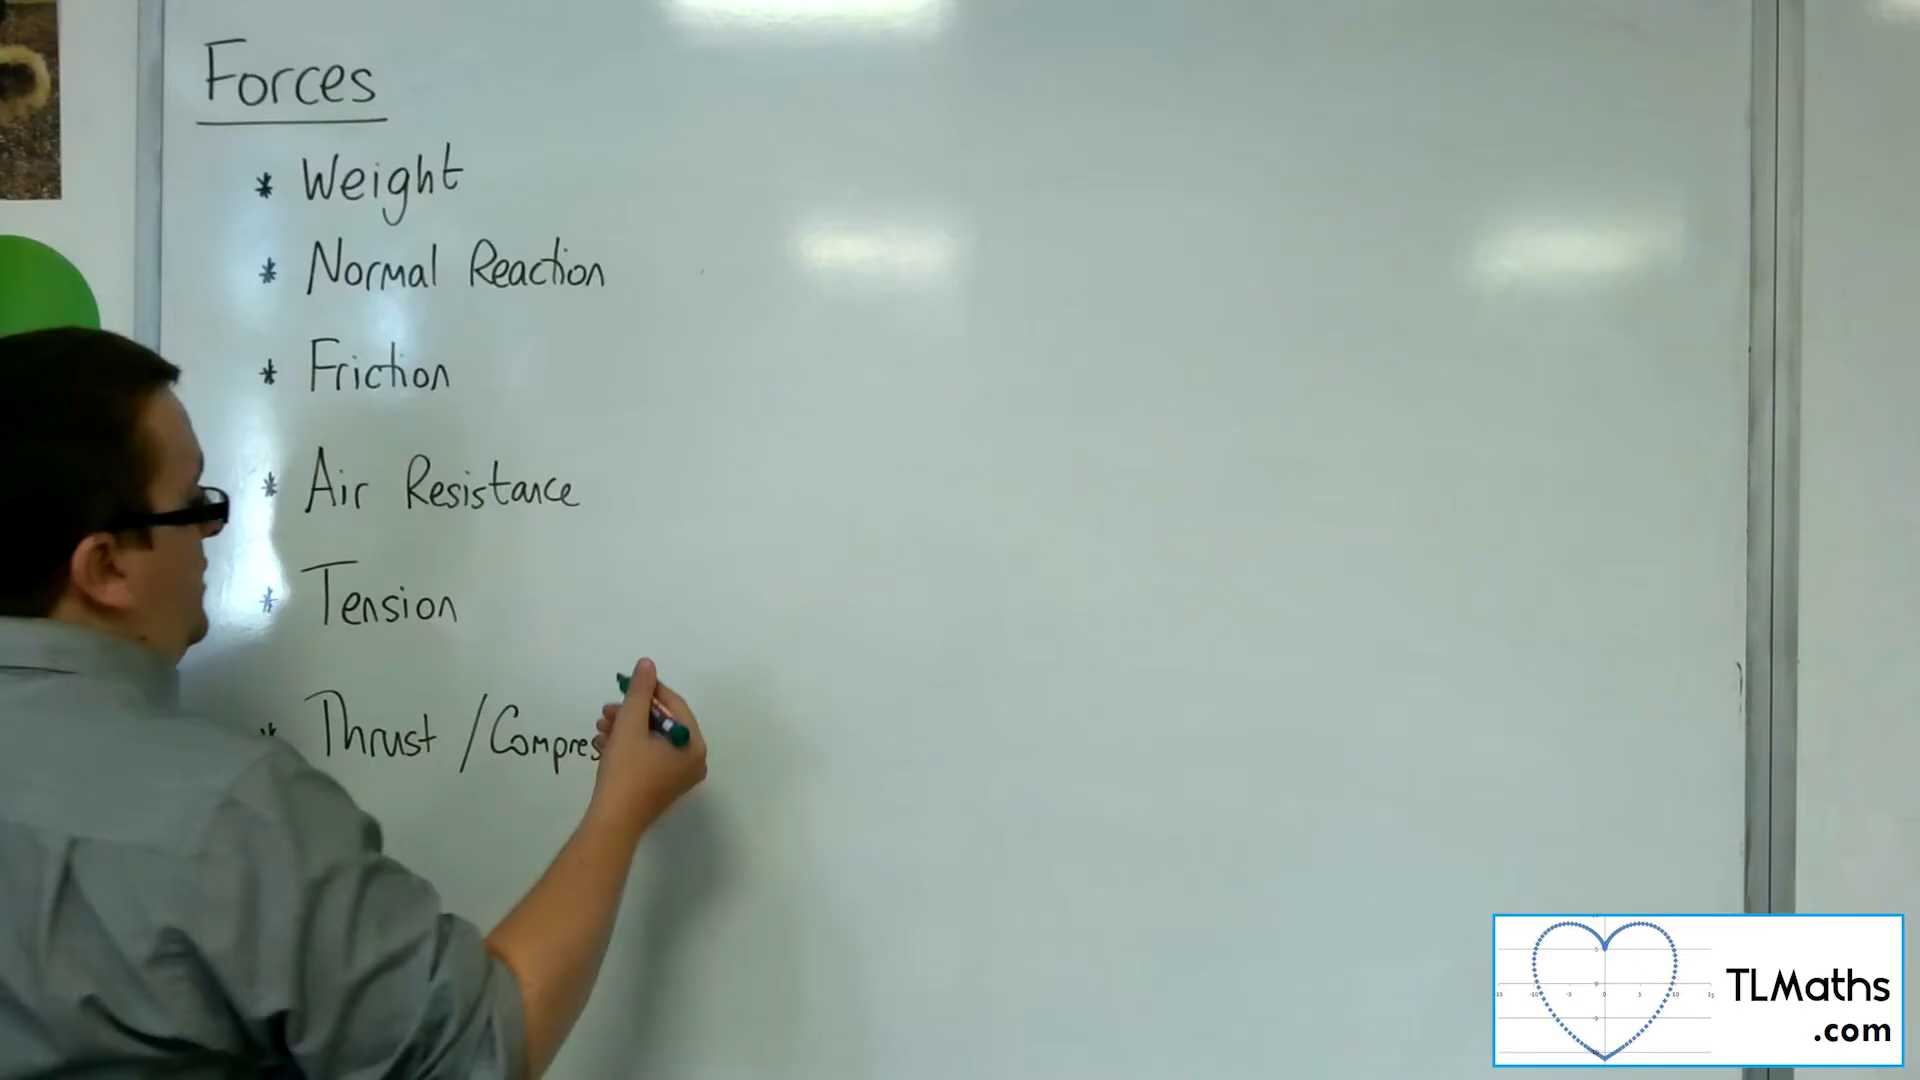 Forces
* Weight
* Normal Reaction
* Friction
* Air Resistance
* Tension
* Thrust / Compres
TLMaths
.com